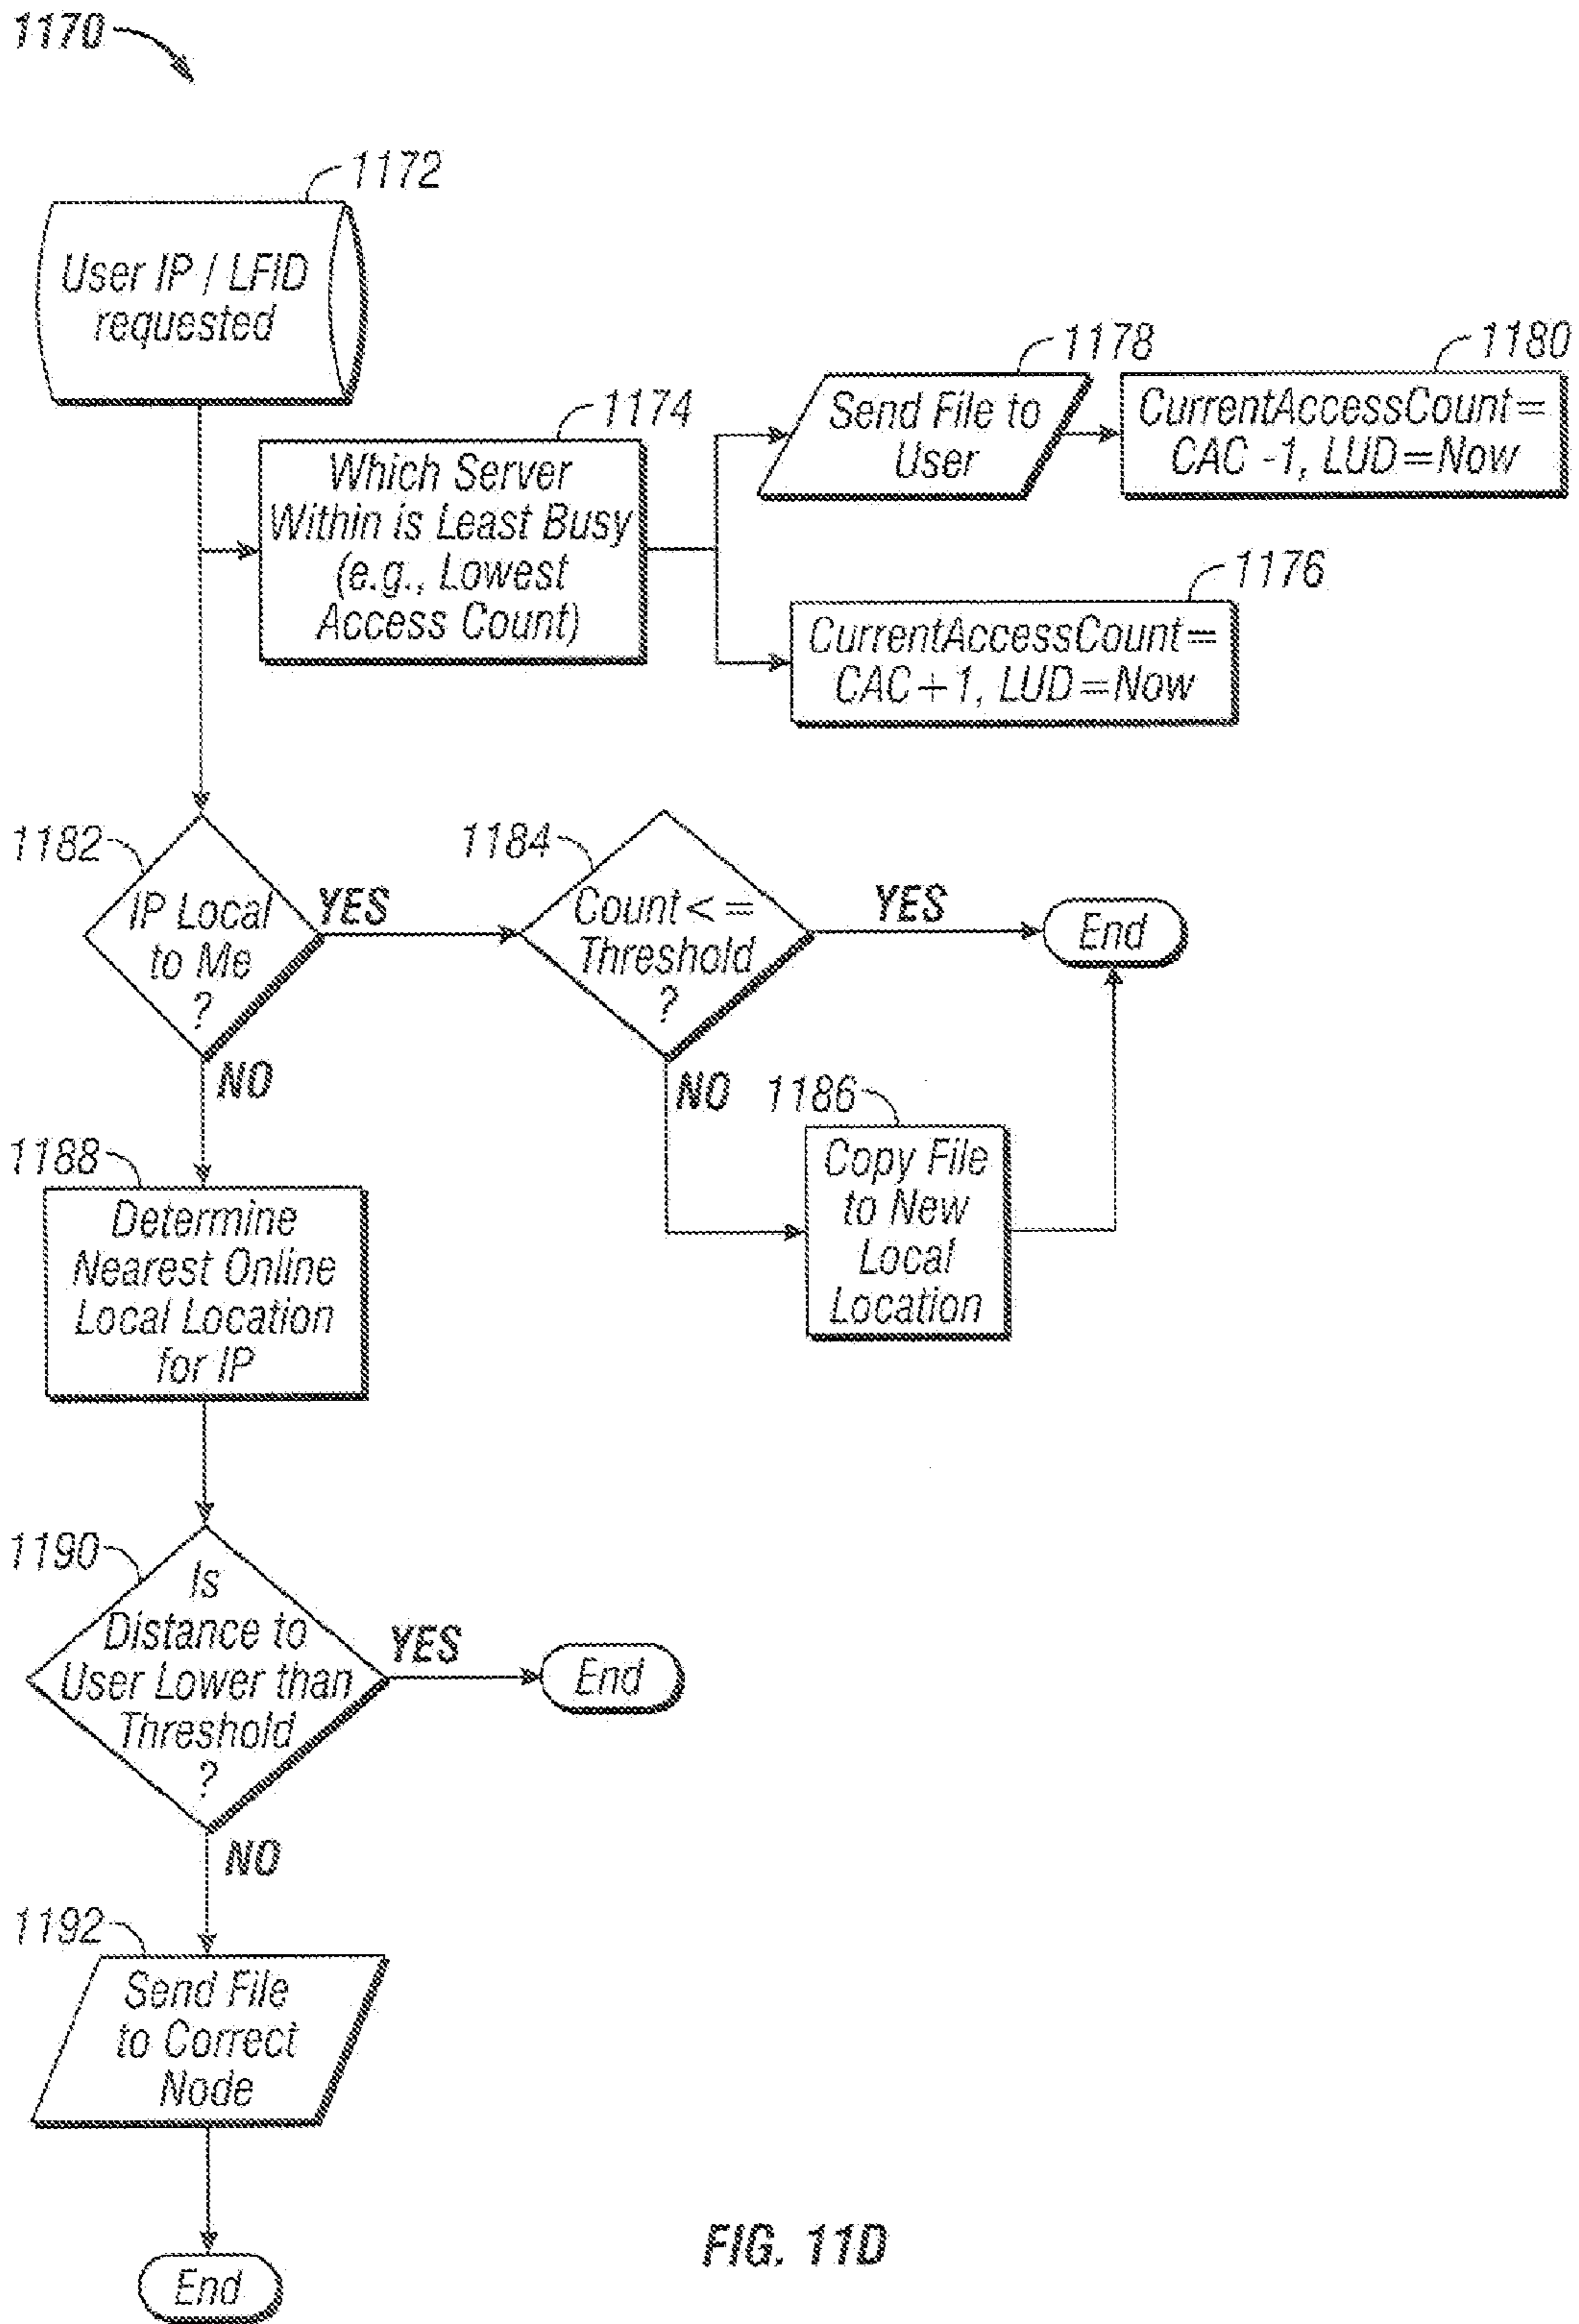 1170
1172
User IP / LFID
requested
1174
Which Server
Within is Least Busy
(e.g., Lowest
Access Count)
1178
Send File to
User
1180
CurrentAccessCount=
CAC -1, LUD=Now
1176
CurrentAccessCount=
CAC+1, LUD=Now
1182
IP Local
to Me
?
YES
NO
1184
Count<=
Threshold
?
YES
End
NO
1186
Copy File
to New
Local
Location
1188
Determine
Nearest Online
Local Location
for IP
1190
Is
Distance to
User Lower than
Threshold
?
YES
End
NO
1192
Send File
to Correct
Node
End
FIG. 11D